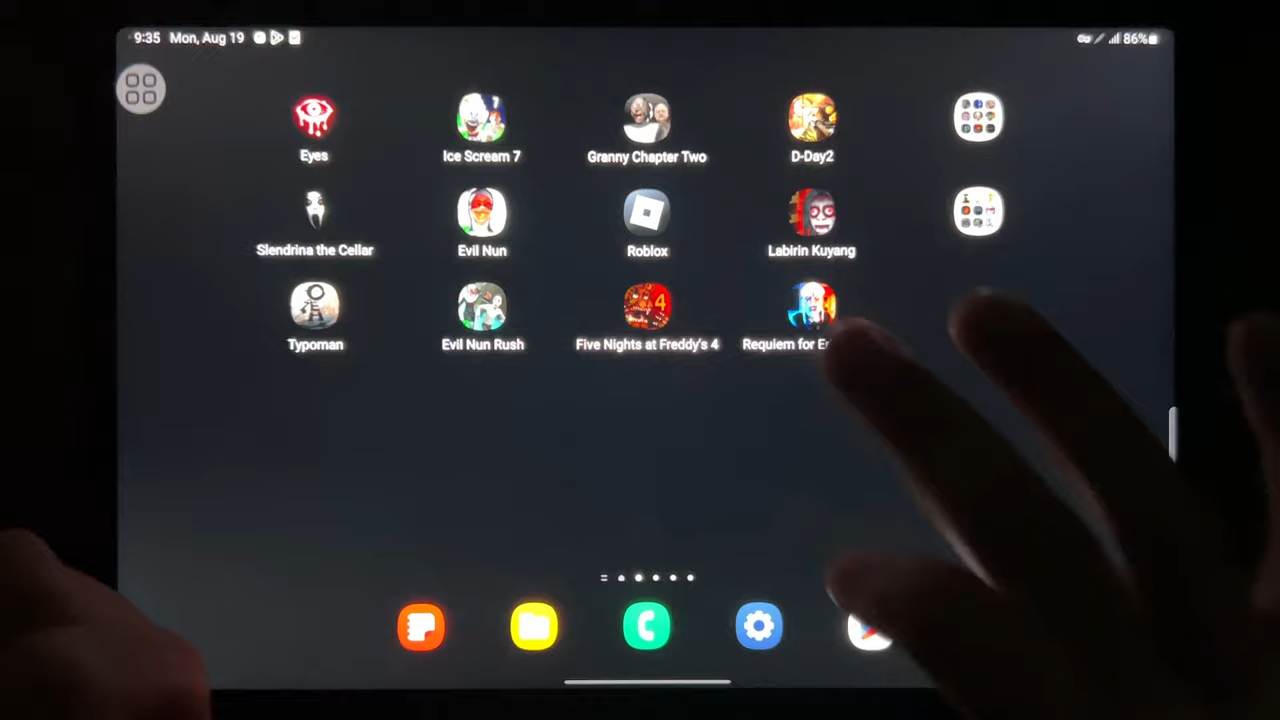 9:35 Mon, Aug 19
86%
Eyes
Ice Scream 7
Granny Chapter Two
D-Day2
Slendrina the Cellar
Evil Nun
Roblox
Labirin Kuyang
Typoman
Evil Nun Rush
Five Nights at Freddy's 4
Requiem for